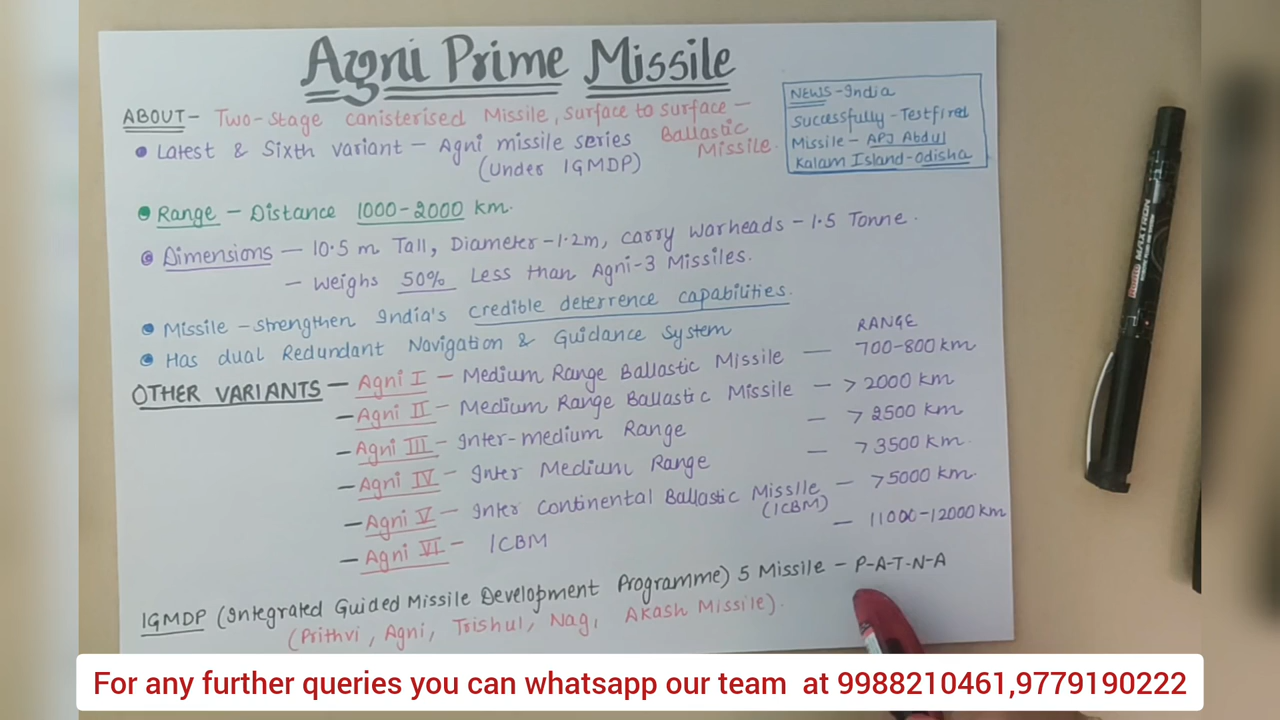 Agni Prime Missile
ABOUT- Two-Stage canisterised Missile, Surface to surface -
Ballastic
Missile.
• Latest & Sixth variant - Agni missile series
(Under IGMDP)
NEWS-India
Successfully-Testfired
Missile- APJ Abdul
Kalam Island-odisha
• Range - Distance 1000-2000 km.
• Dimensions - 10.5 m Tall, Diameter-1.2m, carry warheads - 1.5 Tonne.
- Weighs 50% Less than Agni-3 Missiles.
• Missile-strengthen India's credible deterrence capabilities.
• Has dual Redundant Navigation & Guidance System
RANGE
OTHER VARIANTS - Agni I - Medium Range Ballastic Missile - 700-800 km
- Agni II - Medium Range Ballastic Missile - > 2000 km
- Agni III - Inter-medium Range - > 2500 km
- Agni IV - Inter Medium Range - > 3500 km.
- Agni V - Inter Continental Ballastic Missile - > 5000 km.
(ICBM)
- Agni VI - ICBM - 11000-12000 km
IGMDP (Integrated Guided Missile Development Programme) 5 Missile - P-A-T-N-A
(Prithvi, Agni, Trishul, Nag, Akash Missile).
MAXTRON
For any further queries you can whatsapp our team at 9988210461,9779190222